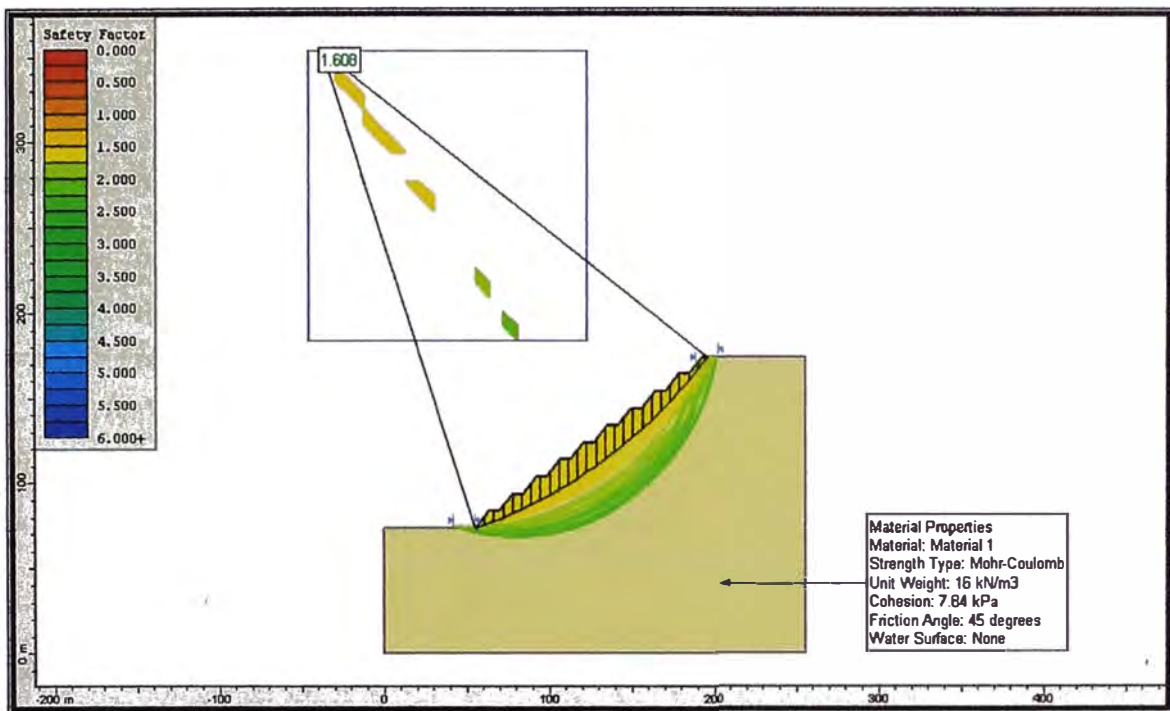 Safety Factor
0.000
0.500
1.000
1.500
2.000
2.500
3.000
3.500
4.000
4.500
5.000
5.500
6.000+
1.608
300
200
100
0 m
-200 m
-100
0
100
200
300
400
Material Properties
Material: Material 1
Strength Type: Mohr-Coulomb
Unit Weight: 16 kN/m3
Cohesion: 7.84 kPa
Friction Angle: 45 degrees
Water Surface: None